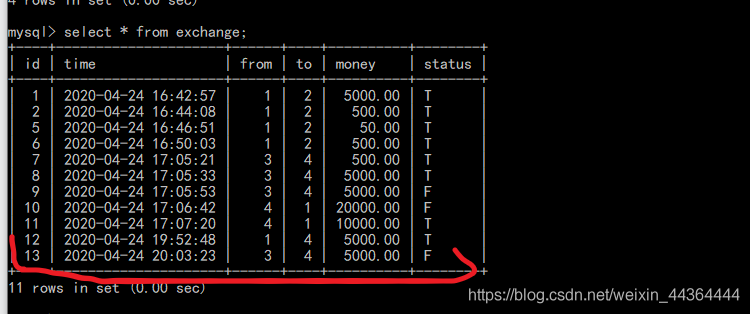 4 rows in set (0.00 sec)
mysql> select * from exchange;
+----+---------------------+------+----+----------+--------+
| id | time | from | to | money | status |
+----+---------------------+------+----+----------+--------+
| 1 | 2020-04-24 16:42:57 | 1 | 2 | 5000.00 | T |
| 2 | 2020-04-24 16:44:08 | 1 | 2 | 500.00 | T |
| 5 | 2020-04-24 16:46:51 | 1 | 2 | 50.00 | T |
| 6 | 2020-04-24 16:50:03 | 1 | 2 | 500.00 | T |
| 7 | 2020-04-24 17:05:21 | 3 | 4 | 500.00 | T |
| 8 | 2020-04-24 17:05:33 | 3 | 4 | 5000.00 | T |
| 9 | 2020-04-24 17:05:53 | 3 | 4 | 5000.00 | F |
| 10 | 2020-04-24 17:06:42 | 4 | 1 | 20000.00 | F |
| 11 | 2020-04-24 17:07:20 | 4 | 1 | 10000.00 | T |
| 12 | 2020-04-24 19:52:48 | 1 | 4 | 5000.00 | T |
| 13 | 2020-04-24 20:03:23 | 3 | 4 | 5000.00 | F |
+----+---------------------+------+----+----------+--------+
11 rows in set (0.00 sec)
https://blog.csdn.net/weixin_44364444